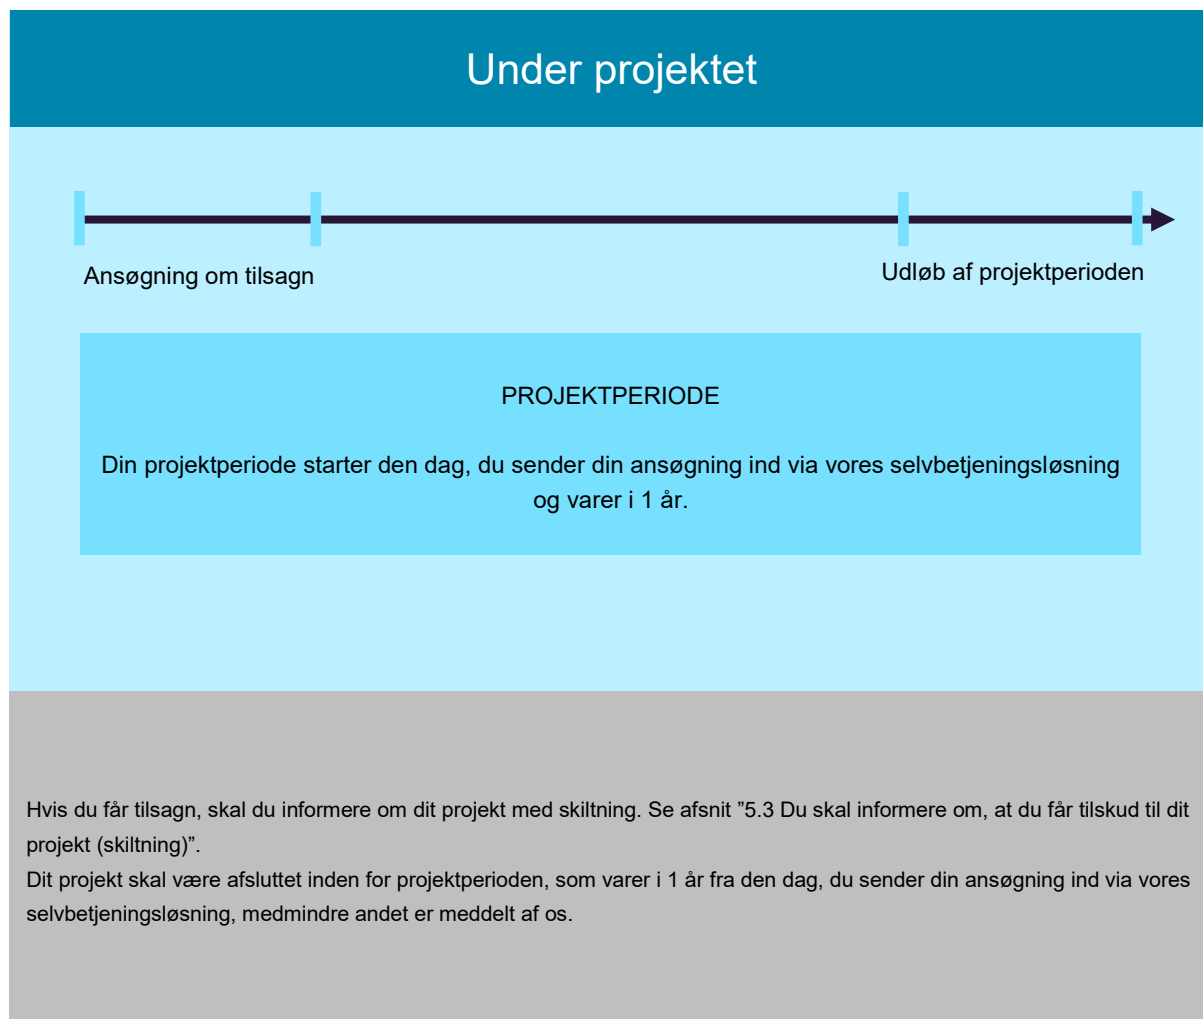 Under projektet
Ansøgning om tilsagn
Udløb af projektperioden
PROJEKTPERIODE
Din projektperiode starter den dag, du sender din ansøgning ind via vores selvbetjeningsløsning
og varer i 1 år.
Hvis du får tilsagn, skal du informere om dit projekt med skiltning. Se afsnit ”5.3 Du skal informere om, at du får tilskud til dit
projekt (skiltning)”.
Dit projekt skal være afsluttet inden for projektperioden, som varer i 1 år fra den dag, du sender din ansøgning ind via vores
selvbetjeningsløsning, medmindre andet er meddelt af os.